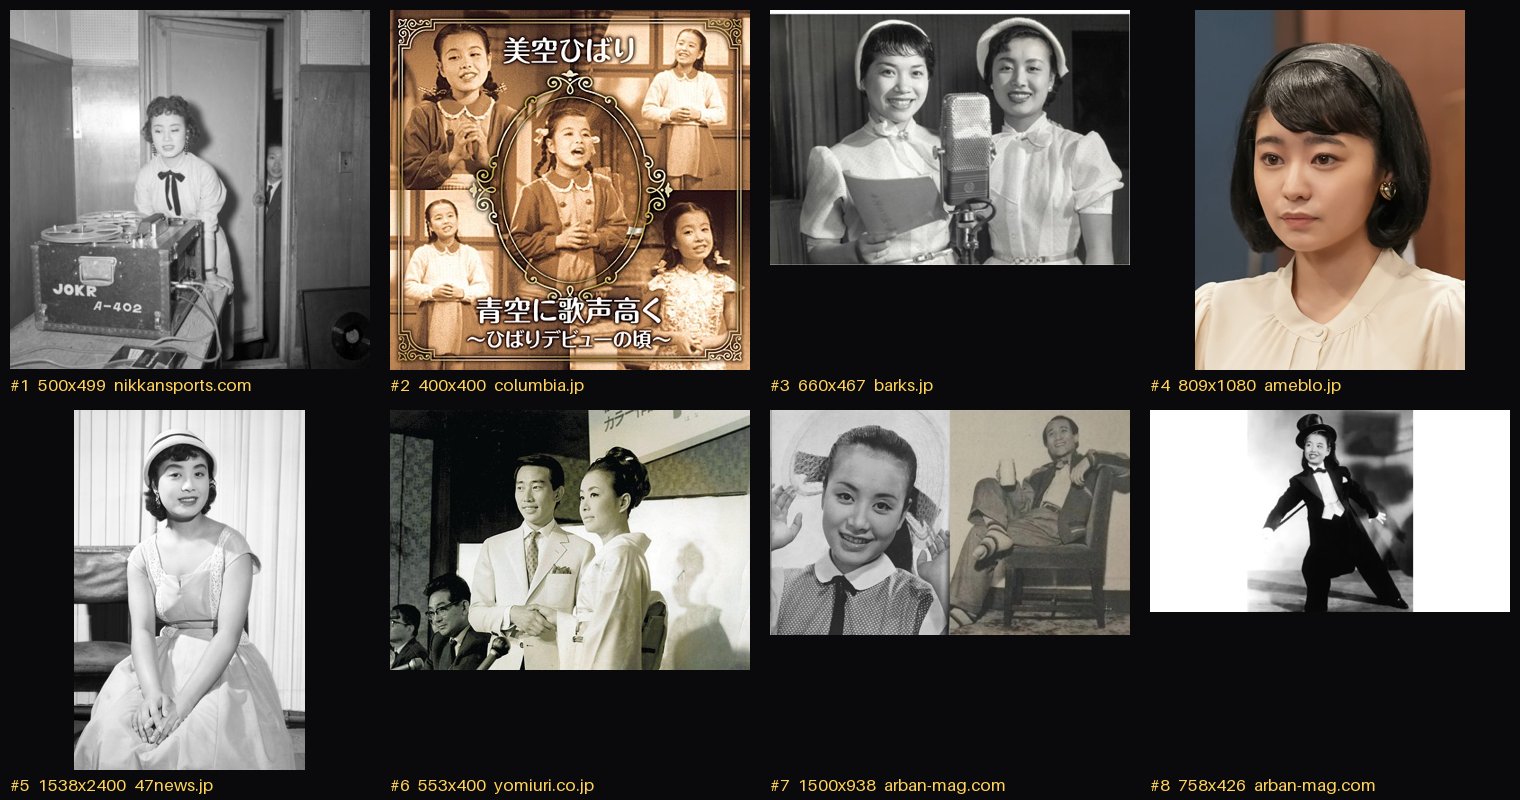 JOKR
A-402
#1 500x499 nikkansports.com
美空ひばり
青空に歌声高く
〜ひばりデビューの頃〜
#2 400x400 columbia.jp
#3 660x467 barks.jp
#4 809x1080 ameblo.jp
#5 1538x2400 47news.jp
カラー
#6 553x400 yomiuri.co.jp
#7 1500x938 arban-mag.com
#8 758x426 arban-mag.com